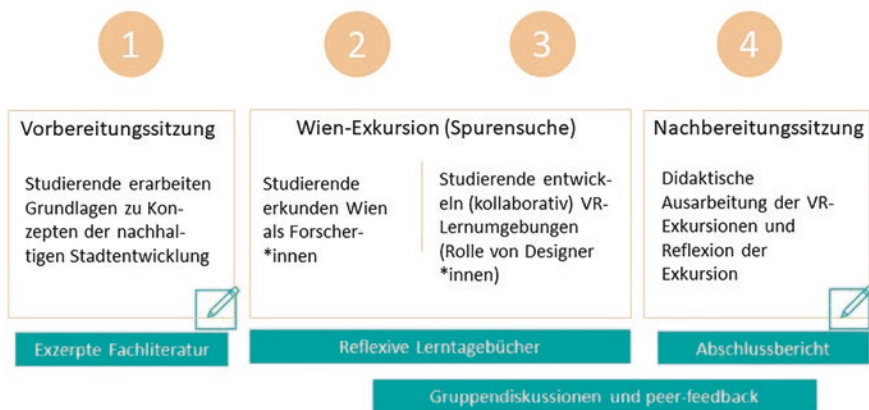 1
2
3
4
Vorbereitungssitzung
Studierende erarbeiten
Grundlagen zu Kon-
zepten der nachhal-
tigen Stadtentwicklung
Wien-Exkursion (Spurensuche)
Studierende
erkunden Wien
als Forscher-
*innen
Studierende entwick-
eln (kollaborativ) VR-
Lernumgebungen
(Rolle von Designer
*innen)
Nachbereitungssitzung
Didaktische
Ausarbeitung der VR-
Exkursionen und
Reflexion der
Exkursion
Exzerpte Fachliteratur
Reflexive Lerntagebücher
Abschlussbericht
Gruppendiskussionen und peer-feedback